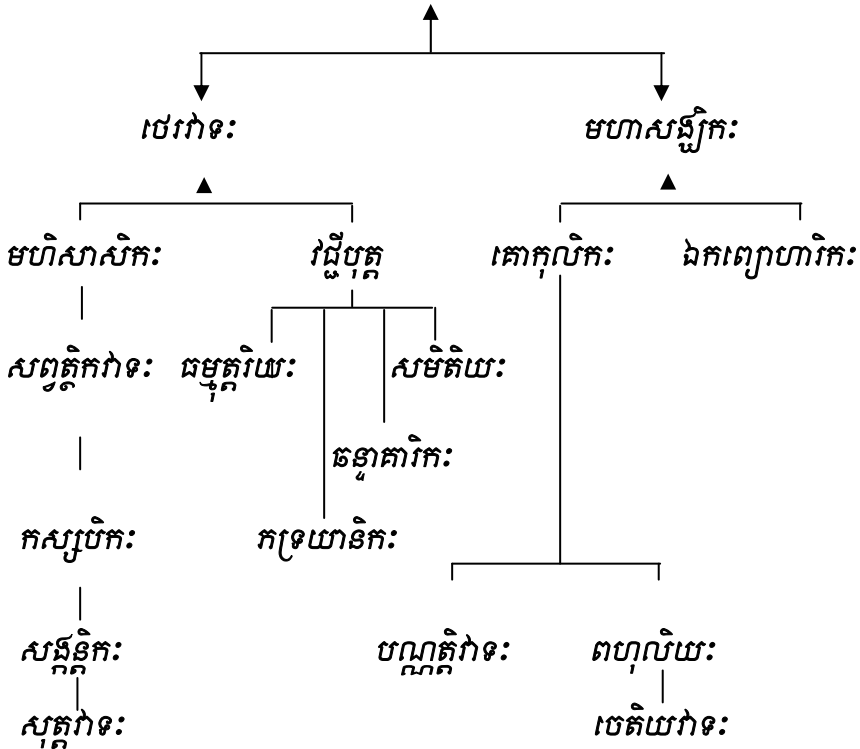 ថេរវាទៈ មហាសង្ឃិកៈ
មហិសាសិកៈ វជ្ជីបុត្ត គោកុលិកៈ ឯកព្យោហារិកៈ
សព្វត្ថិកវាទៈ ធម្មុត្តរិយៈ សមិតិយៈ
ឆន្ទាគារិកៈ
កស្សបិកៈ ភទ្រយានិកៈ
សង្កន្តិកៈ បណ្ណត្តិវាទៈ ពហុលិយៈ
សុត្តវាទៈ ចេតិយវាទៈ